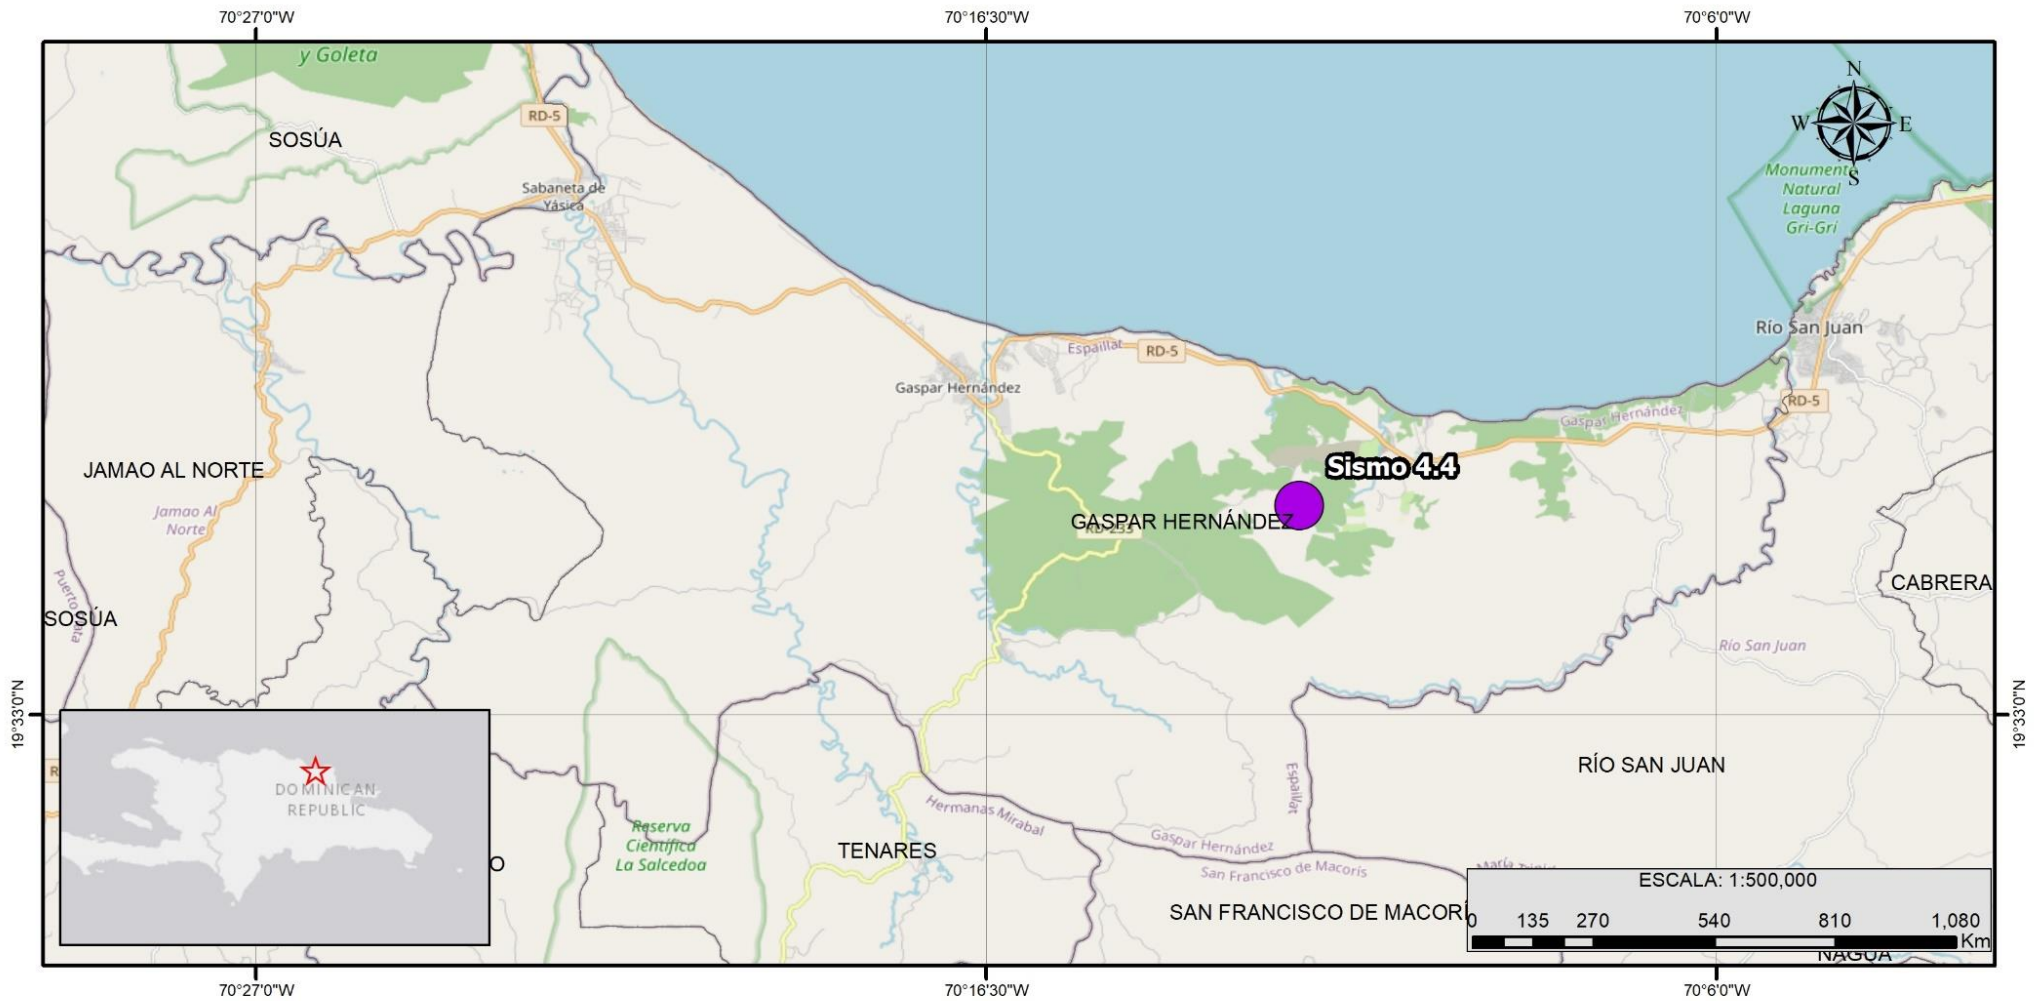 70°27'0"W
70°16'30"W
70°6'0"W
y Goleta
RD-5
SOSÚA
Sabaneta de
Yásica
N
W
E
S
Monumento
Natural
Laguna
Gri-Grí
Río San Juan
Espaillat
RD-5
Gaspar Hernández
RD-5
Gaspar Hernández
Sismo 4.4
JAMAO AL NORTE
Jamao Al
Norte
GASPAR HERNÁNDEZ
RD-233
Puerto Plata
SOSÚA
CABRERA
Río San Juan
19°33'0"N
19°33'0"N
DOMINICAN
REPUBLIC
RÍO SAN JUAN
Espaillat
Hermanas Mirabal
Reserva
Científica
La Salcedoa
TENARES
O
Gaspar Hernández
San Francisco de Macorís
SAN FRANCISCO DE MACORÍ
ESCALA: 1:500,000
0 135 270 540 810 1,080
Km
NAGUA
70°27'0"W
70°16'30"W
70°6'0"W